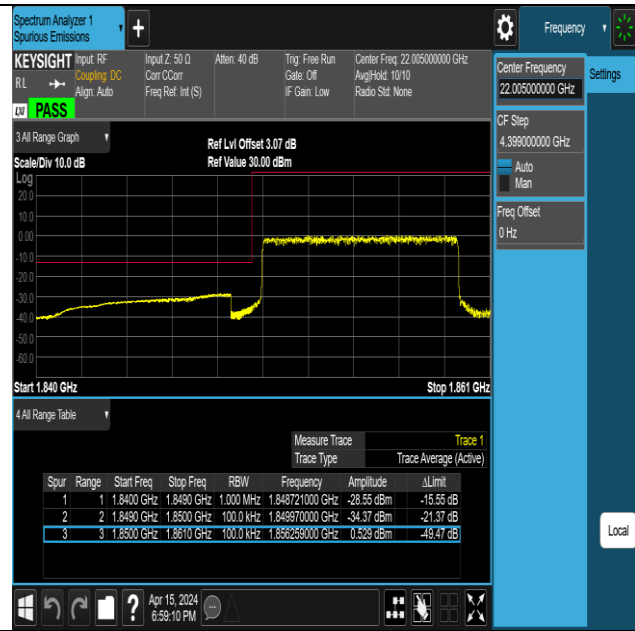 Spectrum Analyzer 1
Spurious Emissions
+
Frequency
KEYSIGHT Input: RF Input Z: 50 Ω Atten: 40 dB Trig: Free Run Center Freq: 22.005000000 GHz
RL Coupling: DC Corr CCorr Gate: Off Avg|Hold: 10/10
Align: Auto Freq Ref: Int (S) IF Gain: Low Radio Std: None
LNI PASS
Center Frequency
22.005000000 GHz
Settings
CF Step
4.399000000 GHz
Auto
Man
Freq Offset
0 Hz
Local
3 All Range Graph
Ref Lvl Offset 3.07 dB
Scale/Div 10.0 dB Ref Value 30.00 dBm
Log
20.0
10.0
0.00
-10.0
-20.0
-30.0
-40.0
-50.0
-60.0
Start 1.840 GHz Stop 1.861 GHz
4 All Range Table
Measure Trace Trace 1
Trace Type Trace Average (Active)
Spur Range Start Freq Stop Freq RBW Frequency Amplitude ΔLimit
1 1 1.8400 GHz 1.8490 GHz 1.000 MHz 1.848721000 GHz -28.55 dBm -15.55 dB
2 2 1.8490 GHz 1.8500 GHz 100.0 kHz 1.849970000 GHz -34.37 dBm -21.37 dB
3 3 1.8500 GHz 1.8610 GHz 100.0 kHz 1.856259000 GHz 0.529 dBm -49.47 dB
? Apr 15, 2024
6:59:10 PM